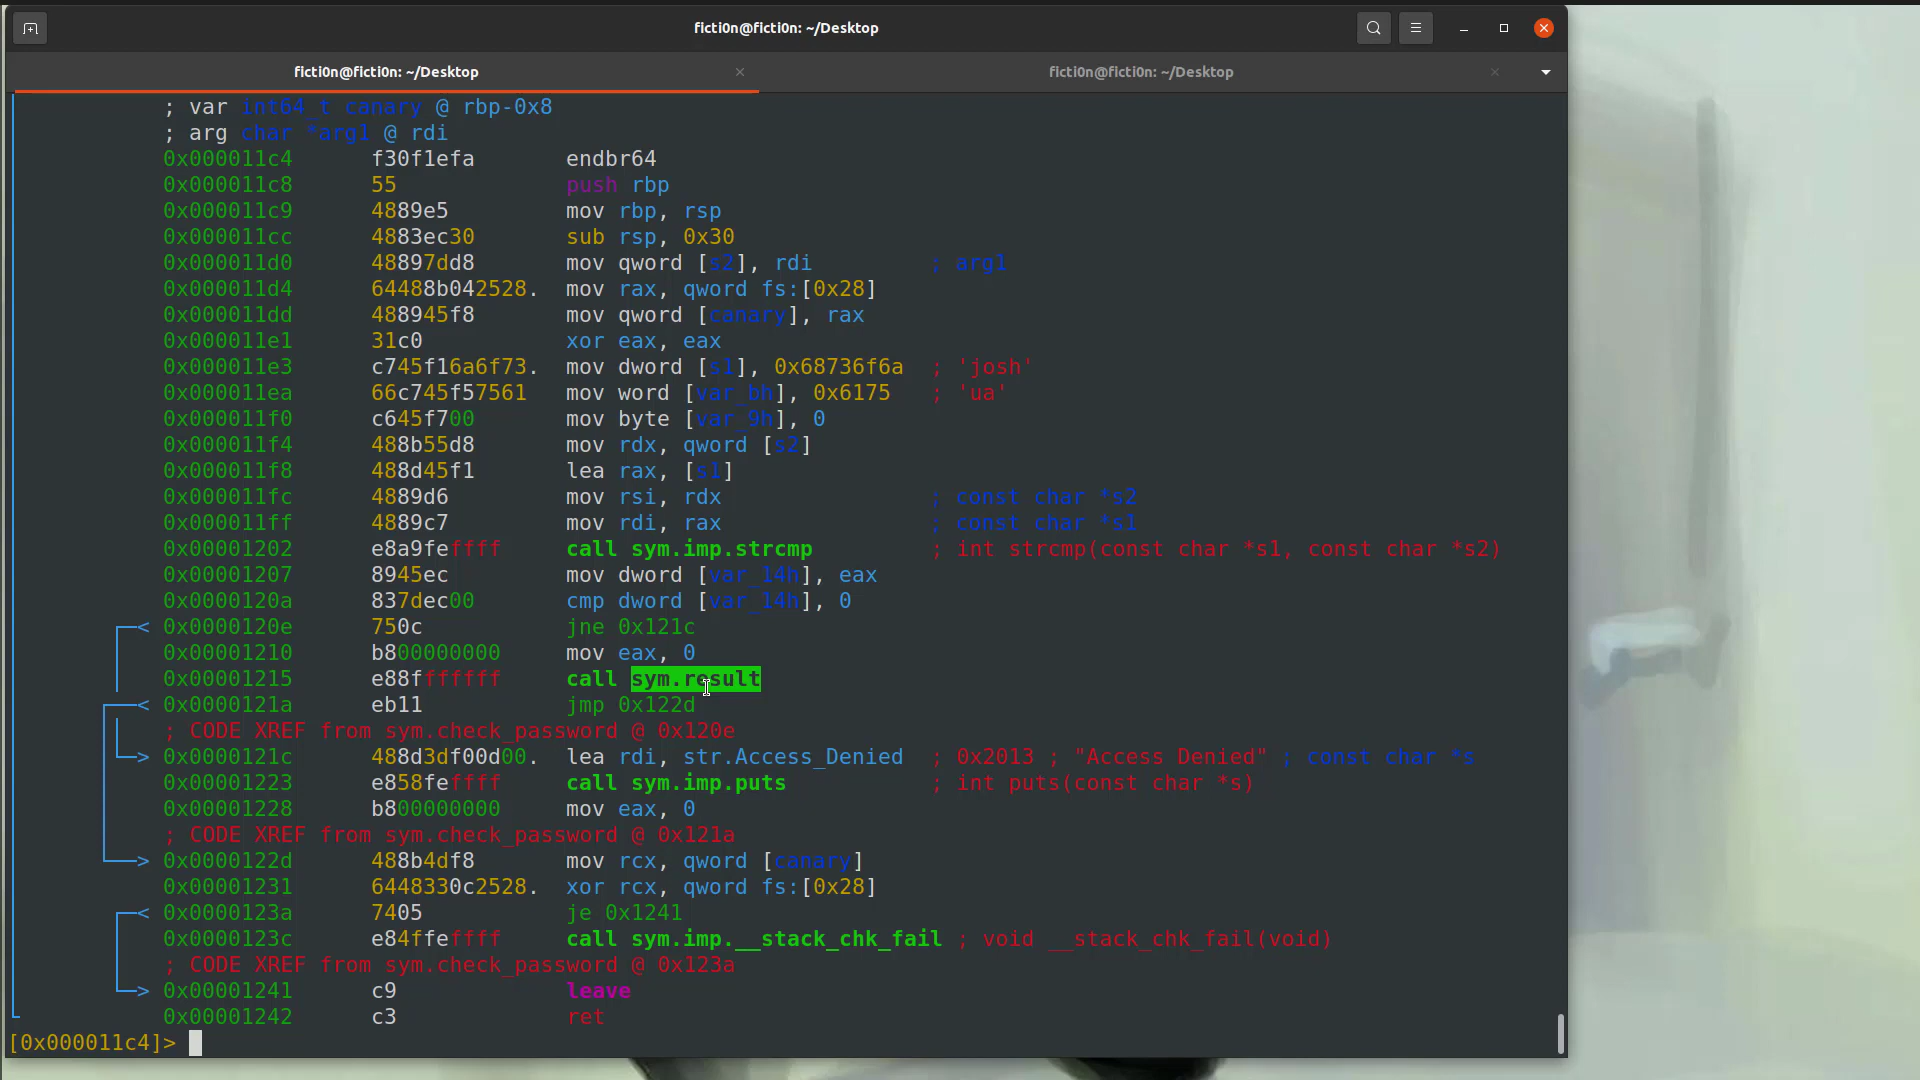 ficti0n@ficti0n: ~/Desktop
ficti0n@ficti0n: ~/Desktop
ficti0n@ficti0n: ~/Desktop
; var int64_t canary @ rbp-0x8
; arg char *arg1 @ rdi
0x000011c4 f30f1efa endbr64
0x000011c8 55 push rbp
0x000011c9 4889e5 mov rbp, rsp
0x000011cc 4883ec30 sub rsp, 0x30
0x000011d0 48897dd8 mov qword [s2], rdi ; arg1
0x000011d4 64488b042528. mov rax, qword fs:[0x28]
0x000011dd 488945f8 mov qword [canary], rax
0x000011e1 31c0 xor eax, eax
0x000011e3 c745f16a6f73. mov dword [s1], 0x68736f6a ; 'josh'
0x000011ea 66c745f57561 mov word [var_bh], 0x6175 ; 'ua'
0x000011f0 c645f700 mov byte [var_9h], 0
0x000011f4 488b55d8 mov rdx, qword [s2]
0x000011f8 488d45f1 lea rax, [s1]
0x000011fc 4889d6 mov rsi, rdx ; const char *s2
0x000011ff 4889c7 mov rdi, rax ; const char *s1
0x00001202 e8a9feffff call sym.imp.strcmp ; int strcmp(const char *s1, const char *s2)
0x00001207 8945ec mov dword [var_14h], eax
0x0000120a 837dec00 cmp dword [var_14h], 0
< 0x0000120e 750c jne 0x121c
0x00001210 b800000000 mov eax, 0
0x00001215 e88fffffff call sym.result
< 0x0000121a eb11 jmp 0x122d
; CODE XREF from sym.check_password @ 0x120e
> 0x0000121c 488d3df00d00. lea rdi, str.Access_Denied ; 0x2013 ; "Access Denied" ; const char *s
0x00001223 e858feffff call sym.imp.puts ; int puts(const char *s)
0x00001228 b800000000 mov eax, 0
; CODE XREF from sym.check_password @ 0x121a
> 0x0000122d 488b4df8 mov rcx, qword [canary]
0x00001231 6448330c2528. xor rcx, qword fs:[0x28]
< 0x0000123a 7405 je 0x1241
0x0000123c e84ffeffff call sym.imp.__stack_chk_fail ; void __stack_chk_fail(void)
; CODE XREF from sym.check_password @ 0x123a
> 0x00001241 c9 leave
0x00001242 c3 ret
[0x000011c4]>